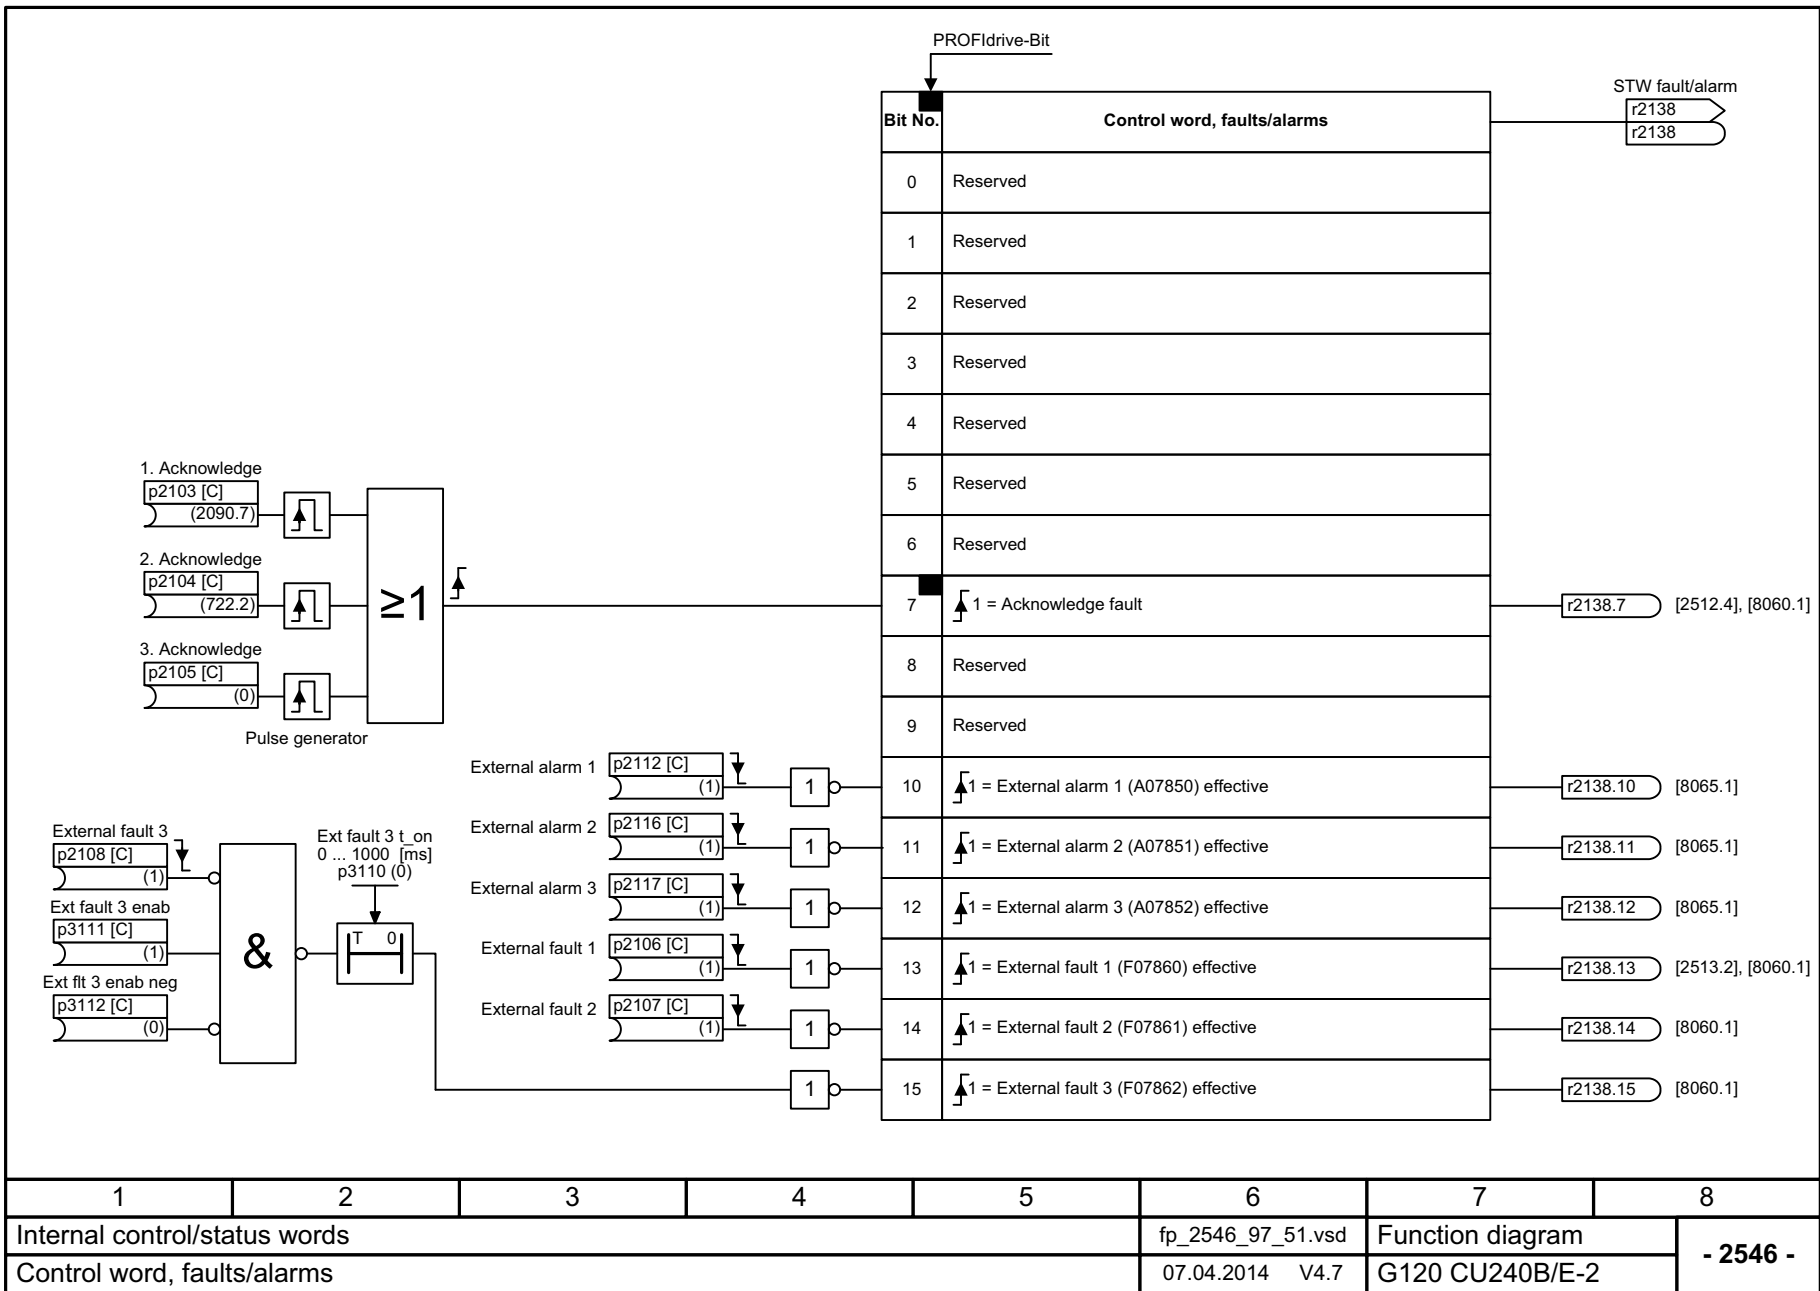 PROFIdrive-Bit
STW fault/alarm
r2138
r2138
Bit No. Control word, faults/alarms
0 Reserved
1 Reserved
2 Reserved
3 Reserved
4 Reserved
5 Reserved
6 Reserved
7 1 = Acknowledge fault r2138.7 [2512.4], [8060.1]
8 Reserved
9 Reserved
10 1 = External alarm 1 (A07850) effective r2138.10 [8065.1]
11 1 = External alarm 2 (A07851) effective r2138.11 [8065.1]
12 1 = External alarm 3 (A07852) effective r2138.12 [8065.1]
13 1 = External fault 1 (F07860) effective r2138.13 [2513.2], [8060.1]
14 1 = External fault 2 (F07861) effective r2138.14 [8060.1]
15 1 = External fault 3 (F07862) effective r2138.15 [8060.1]
1. Acknowledge
p2103 [C]
(2090.7)
2. Acknowledge
p2104 [C]
(722.2)
3. Acknowledge
p2105 [C]
(0)
≥1
Pulse generator
External alarm 1 p2112 [C]
(1) 1
External alarm 2 p2116 [C]
(1) 1
External alarm 3 p2117 [C]
(1) 1
External fault 1 p2106 [C]
(1) 1
External fault 2 p2107 [C]
(1) 1
1
External fault 3
p2108 [C]
(1)
Ext fault 3 enab
p3111 [C]
(1)
Ext flt 3 enab neg
p3112 [C]
(0)
&
Ext fault 3 t_on
0 ... 1000 [ms]
p3110 (0)
T 0
1 2 3 4 5 6 7 8
Internal control/status words fp_2546_97_51.vsd Function diagram
- 2546 -
Control word, faults/alarms 07.04.2014 V4.7 G120 CU240B/E-2